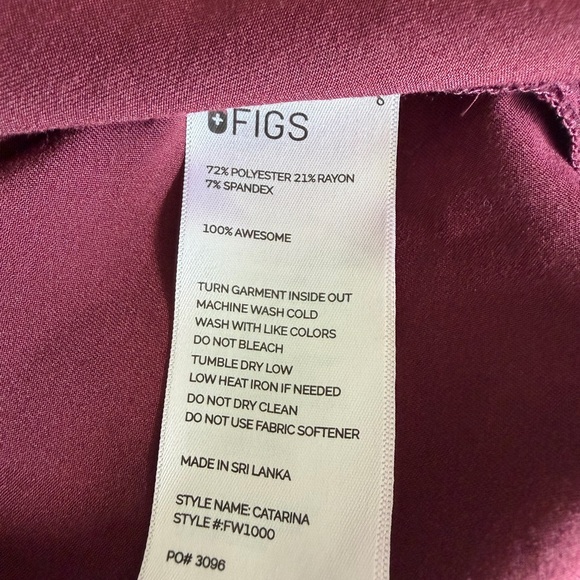 FIGS
72% POLYESTER 21% RAYON
7% SPANDEX
100% AWESOME
TURN GARMENT INSIDE OUT
MACHINE WASH COLD
WASH WITH LIKE COLORS
DO NOT BLEACH
TUMBLE DRY LOW
LOW HEAT IRON IF NEEDED
DO NOT DRY CLEAN
DO NOT USE FABRIC SOFTENER
MADE IN SRI LANKA
STYLE NAME: CATARINA
STYLE #:FW1000
PO# 3096